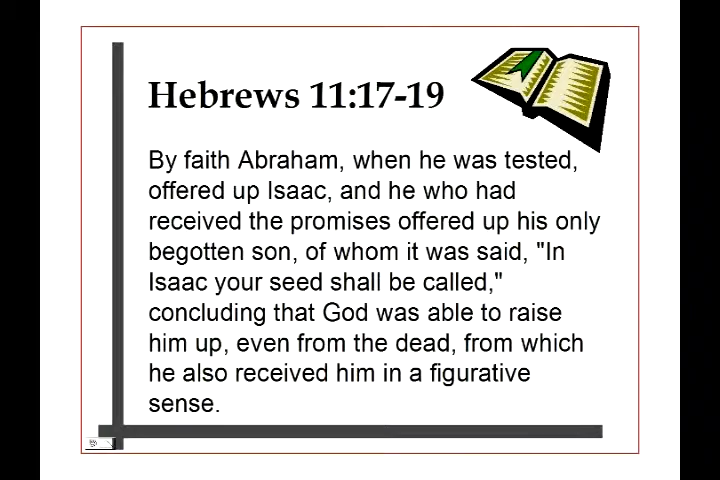 Hebrews 11:17-19
By faith Abraham, when he was tested,
offered up Isaac, and he who had
received the promises offered up his only
begotten son, of whom it was said, "In
Isaac your seed shall be called,"
concluding that God was able to raise
him up, even from the dead, from which
he also received him in a figurative
sense.